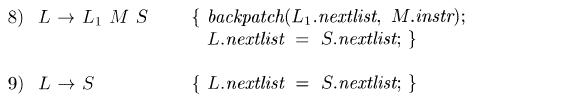 8) L → L₁ M S { backpatch(L₁.nextlist, M.instr);
L.nextlist = S.nextlist; }
9) L → S { L.nextlist = S.nextlist; }